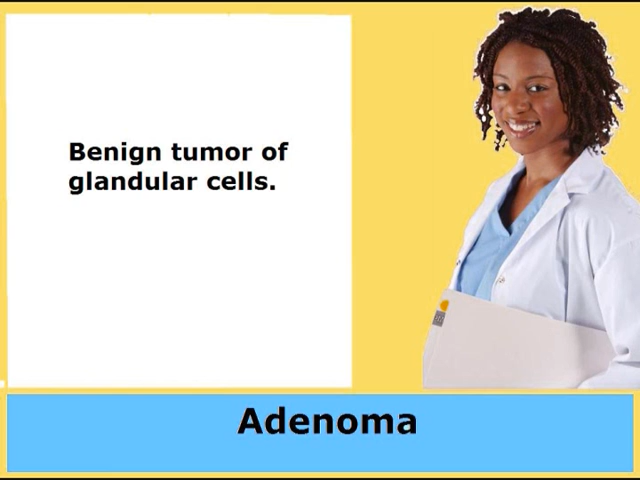 Benign tumor of
glandular cells.
Adenoma